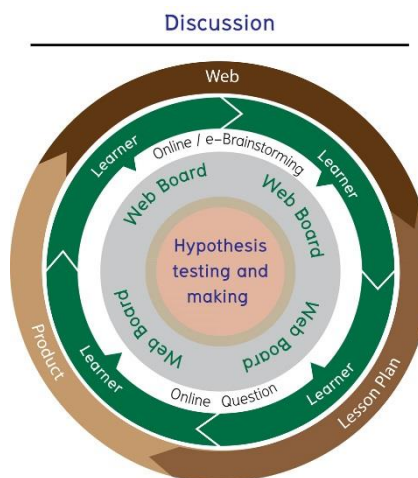 Discussion
Web
Learner
Learner
Online / e-Brainstorming
Web Board
Web Board
Hypothesis
testing and
making
Web Board
Web Board
Learner
Learner
Online Question
Product
Lesson Plan